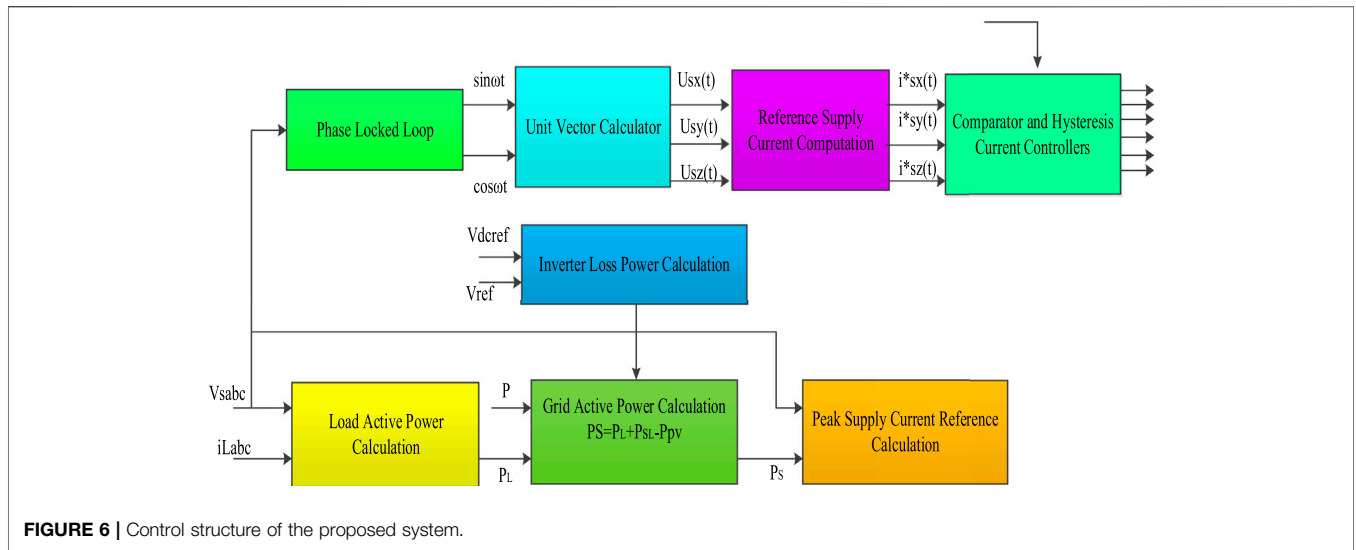 sinωt
Phase Locked Loop
cosωt
Unit Vector Calculator
Usx(t)
Usy(t)
Usz(t)
Reference Supply
Current Computation
i*sx(t)
i*sy(t)
i*sz(t)
Comparator and Hysteresis
Current Controllers
Vdcref
Vref
Inverter Loss Power Calculation
Vsabc
iLabc
Load Active Power
Calculation
P
PL
Grid Active Power Calculation
PS=PL+PSL-Ppv
PS
Peak Supply Current Reference
Calculation
FIGURE 6 | Control structure of the proposed system.